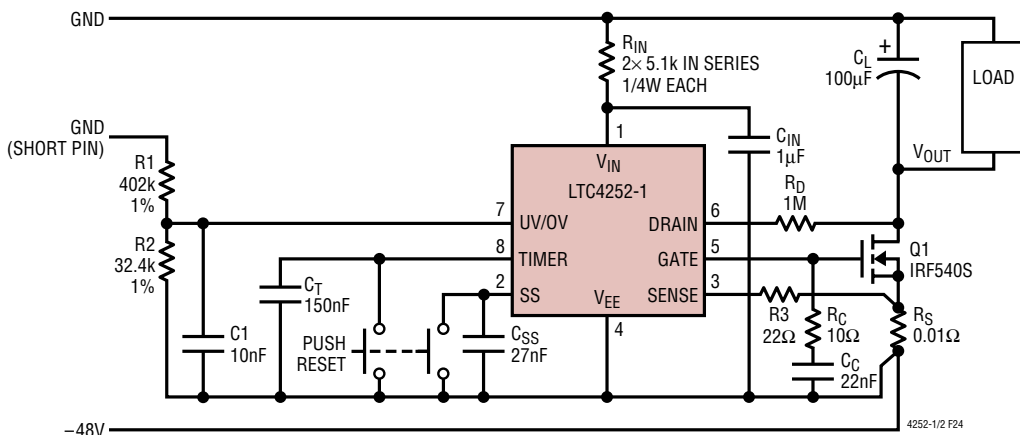 GND
R_IN
2× 5.1k IN SERIES
1/4W EACH
+
C_L
100µF
LOAD
GND
(SHORT PIN)
R1
402k
1%
1
C_IN
1µF
V_IN
LTC4252-1
V_OUT
R_D
1M
7
UV/OV
DRAIN
6
R2
32.4k
1%
8
TIMER
GATE
5
Q1
IRF540S
C_T
150nF
2
SS
V_EE
SENSE
3
4
C1
10nF
PUSH
RESET
C_SS
27nF
R3
22Ω
R_C
10Ω
R_S
0.01Ω
C_C
22nF
−48V
4252-1/2 F24